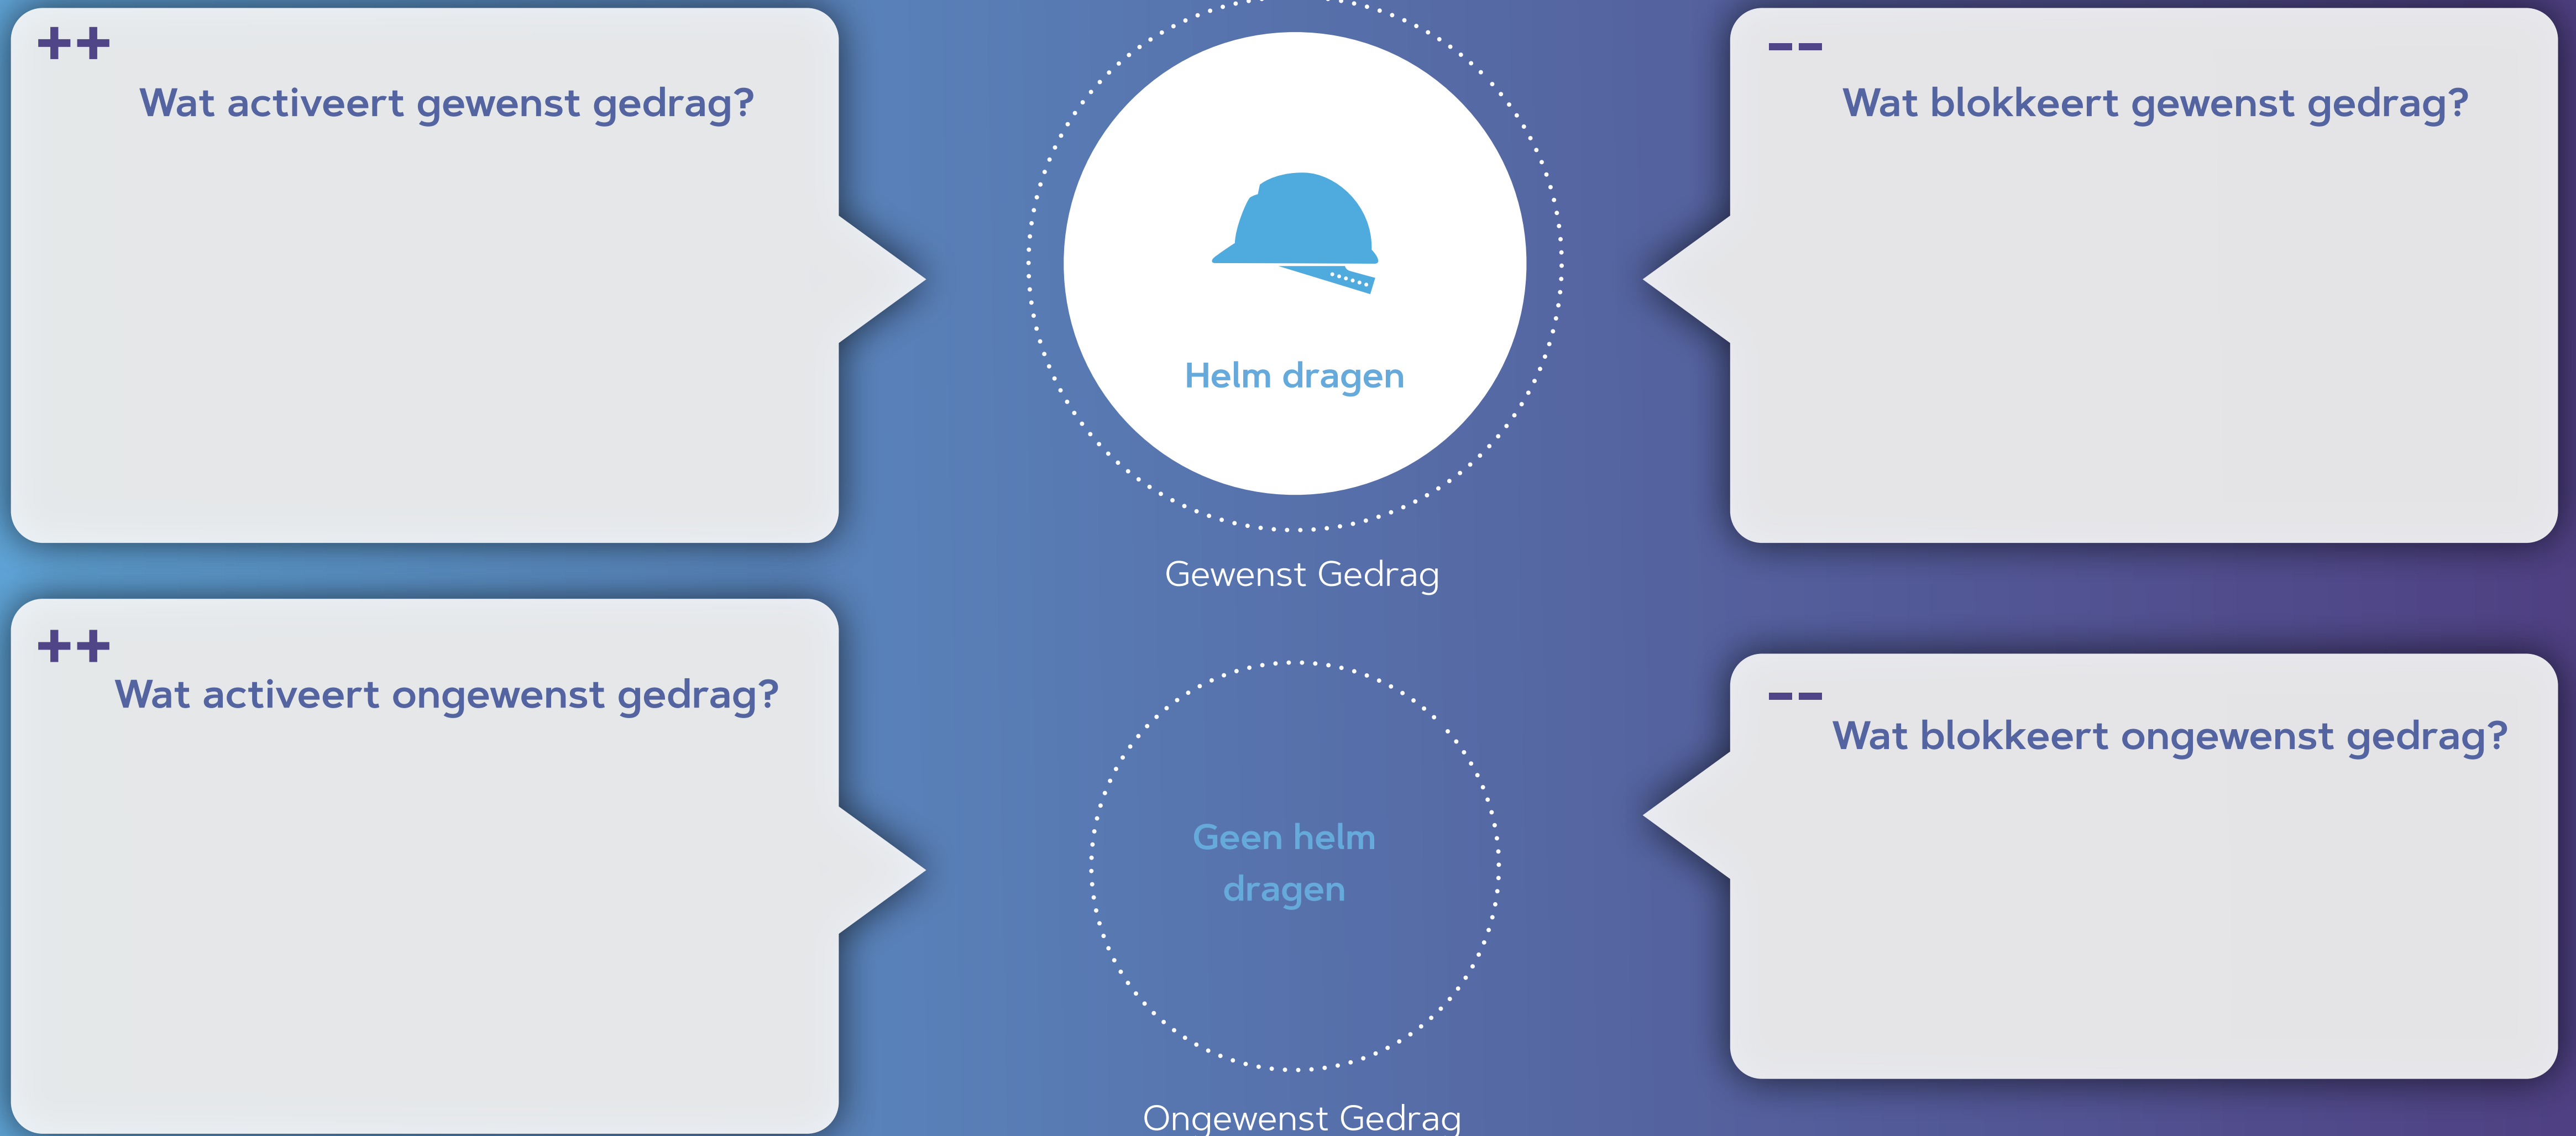 ++
Wat activeert gewenst gedrag?
Helm dragen
Gewenst Gedrag
--
Wat blokkeert gewenst gedrag?
++
Wat activeert ongewenst gedrag?
Geen helm
dragen
Ongewenst Gedrag
--
Wat blokkeert ongewenst gedrag?